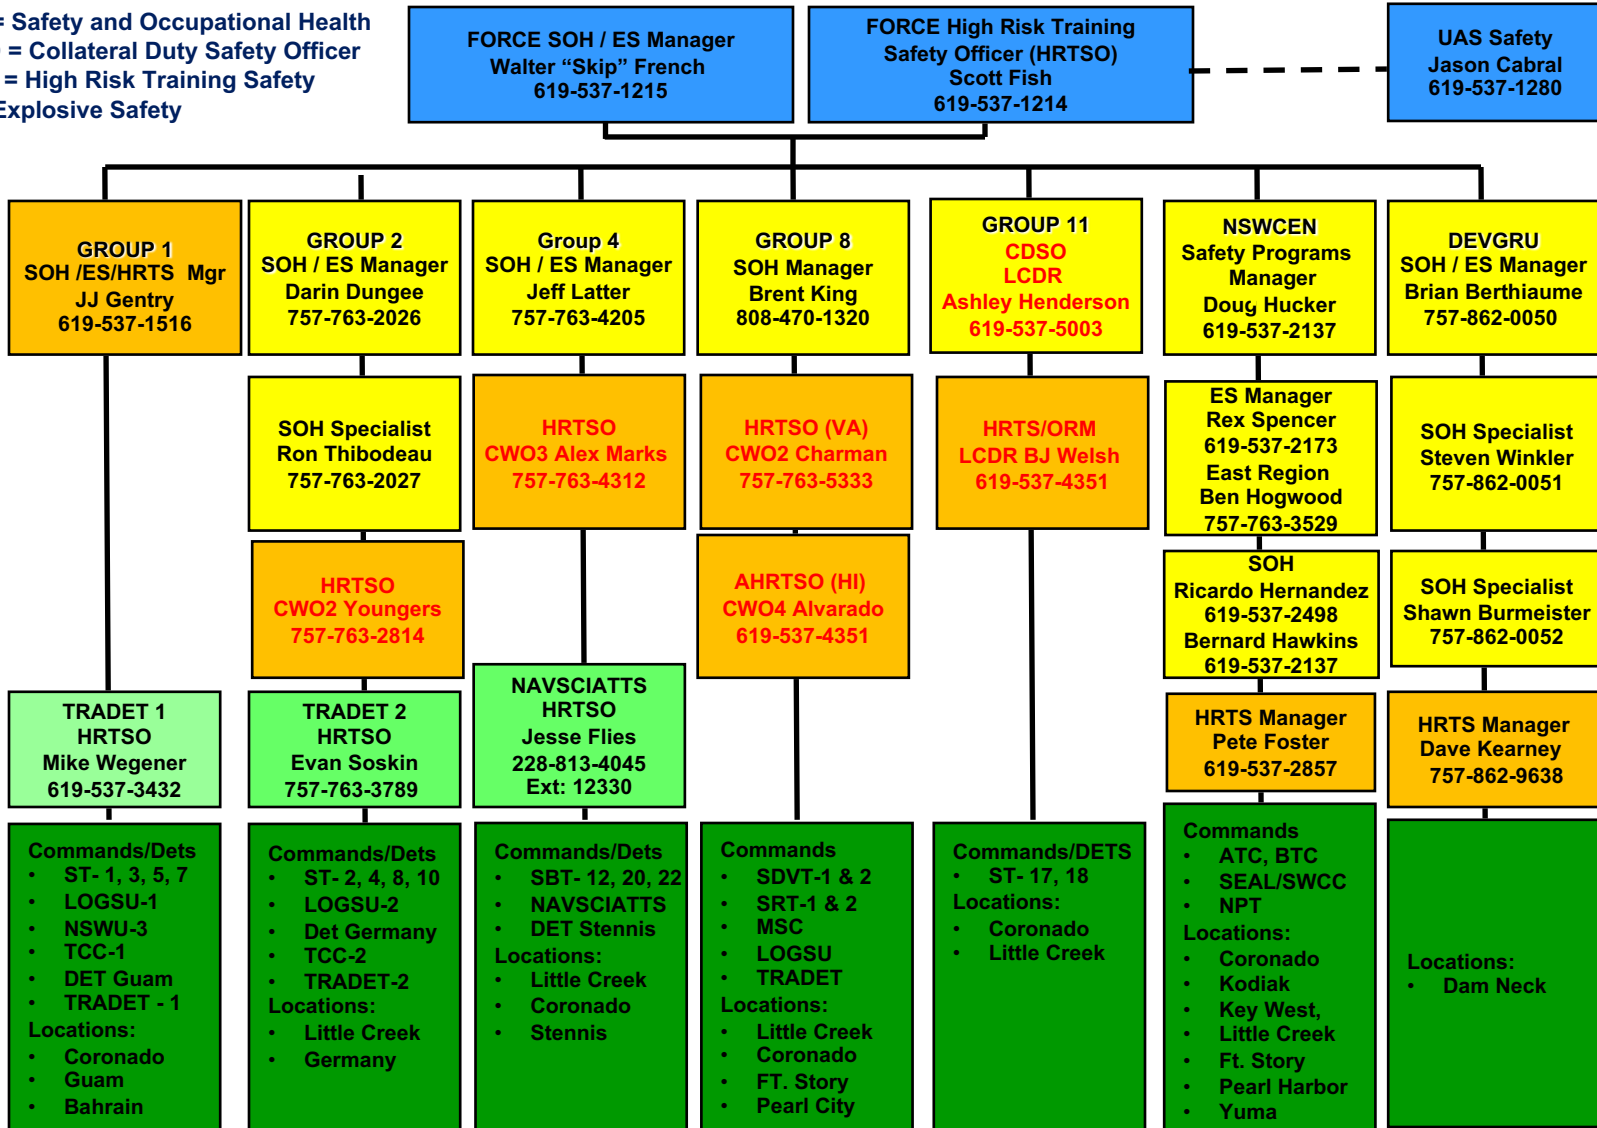 = Safety and Occupational Health
= Collateral Duty Safety Officer
= High Risk Training Safety
Explosive Safety
FORCE SOH / ES Manager
Walter “Skip” French
619-537-1215
FORCE High Risk Training
Safety Officer (HRTSO)
Scott Fish
619-537-1214
UAS Safety
Jason Cabral
619-537-1280
GROUP 1
SOH /ES/HRTS Mgr
JJ Gentry
619-537-1516
GROUP 2
SOH / ES Manager
Darin Dungee
757-763-2026
Group 4
SOH / ES Manager
Jeff Latter
757-763-4205
GROUP 8
SOH Manager
Brent King
808-470-1320
GROUP 11
CDSO
LCDR
Ashley Henderson
619-537-5003
NSWCEN
Safety Programs
Manager
Doug Hucker
619-537-2137
DEVGRU
SOH / ES Manager
Brian Berthiaume
757-862-0050
SOH Specialist
Ron Thibodeau
757-763-2027
HRTSO
CWO3 Alex Marks
757-763-4312
HRTSO (VA)
CWO2 Charman
757-763-5333
HRTS/ORM
LCDR BJ Welsh
619-537-4351
ES Manager
Rex Spencer
619-537-2173
East Region
Ben Hogwood
757-763-3529
SOH Specialist
Steven Winkler
757-862-0051
HRTSO
CWO2 Youngers
757-763-2814
AHRTSO (HI)
CWO4 Alvarado
619-537-4351
SOH
Ricardo Hernandez
619-537-2498
Bernard Hawkins
619-537-2137
SOH Specialist
Shawn Burmeister
757-862-0052
TRADET 1
HRTSO
Mike Wegener
619-537-3432
TRADET 2
HRTSO
Evan Soskin
757-763-3789
NAVSCIATTS
HRTSO
Jesse Flies
228-813-4045
Ext: 12330
HRTS Manager
Pete Foster
619-537-2857
HRTS Manager
Dave Kearney
757-862-9638
Commands/Dets
• ST- 1, 3, 5, 7
• LOGSU-1
• NSWU-3
• TCC-1
• DET Guam
• TRADET - 1
Locations:
• Coronado
• Guam
• Bahrain
Commands/Dets
• ST- 2, 4, 8, 10
• LOGSU-2
• Det Germany
• TCC-2
• TRADET-2
Locations:
• Little Creek
• Germany
Commands/Dets
• SBT- 12, 20, 22
• NAVSCIATTS
• DET Stennis
Locations:
• Little Creek
• Coronado
• Stennis
Commands
• SDVT-1 & 2
• SRT-1 & 2
• MSC
• LOGSU
• TRADET
Locations:
• Little Creek
• Coronado
• FT. Story
• Pearl City
Commands/DETS
• ST- 17, 18
Locations:
• Coronado
• Little Creek
Commands
• ATC, BTC
• SEAL/SWCC
• NPT
Locations:
• Coronado
• Kodiak
• Key West,
• Little Creek
• Ft. Story
• Pearl Harbor
• Yuma
Locations:
• Dam Neck